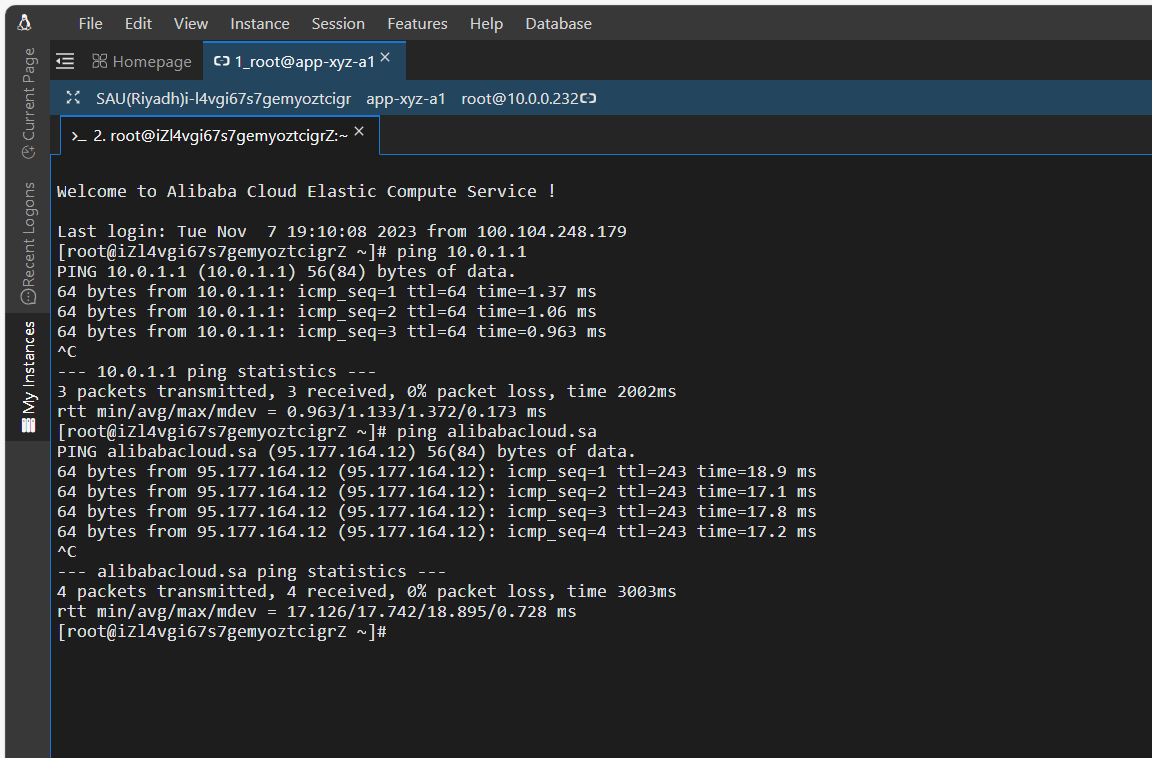 File Edit View Instance Session Features Help Database
Homepage 1_root@app-xyz-a1
SAU(Riyadh)i-l4vgi67s7gemyoztcigr app-xyz-a1 root@10.0.0.232
>_ 2. root@iZl4vgi67s7gemyoztcigrZ:~
Current Page
Recent Logons
My Instances
Welcome to Alibaba Cloud Elastic Compute Service !
Last login: Tue Nov  7 19:10:08 2023 from 100.104.248.179
[root@iZl4vgi67s7gemyoztcigrZ ~]# ping 10.0.1.1
PING 10.0.1.1 (10.0.1.1) 56(84) bytes of data.
64 bytes from 10.0.1.1: icmp_seq=1 ttl=64 time=1.37 ms
64 bytes from 10.0.1.1: icmp_seq=2 ttl=64 time=1.06 ms
64 bytes from 10.0.1.1: icmp_seq=3 ttl=64 time=0.963 ms
^C
--- 10.0.1.1 ping statistics ---
3 packets transmitted, 3 received, 0% packet loss, time 2002ms
rtt min/avg/max/mdev = 0.963/1.133/1.372/0.173 ms
[root@iZl4vgi67s7gemyoztcigrZ ~]# ping alibabacloud.sa
PING alibabacloud.sa (95.177.164.12) 56(84) bytes of data.
64 bytes from 95.177.164.12 (95.177.164.12): icmp_seq=1 ttl=243 time=18.9 ms
64 bytes from 95.177.164.12 (95.177.164.12): icmp_seq=2 ttl=243 time=17.1 ms
64 bytes from 95.177.164.12 (95.177.164.12): icmp_seq=3 ttl=243 time=17.8 ms
64 bytes from 95.177.164.12 (95.177.164.12): icmp_seq=4 ttl=243 time=17.2 ms
^C
--- alibabacloud.sa ping statistics ---
4 packets transmitted, 4 received, 0% packet loss, time 3003ms
rtt min/avg/max/mdev = 17.126/17.742/18.895/0.728 ms
[root@iZl4vgi67s7gemyoztcigrZ ~]#